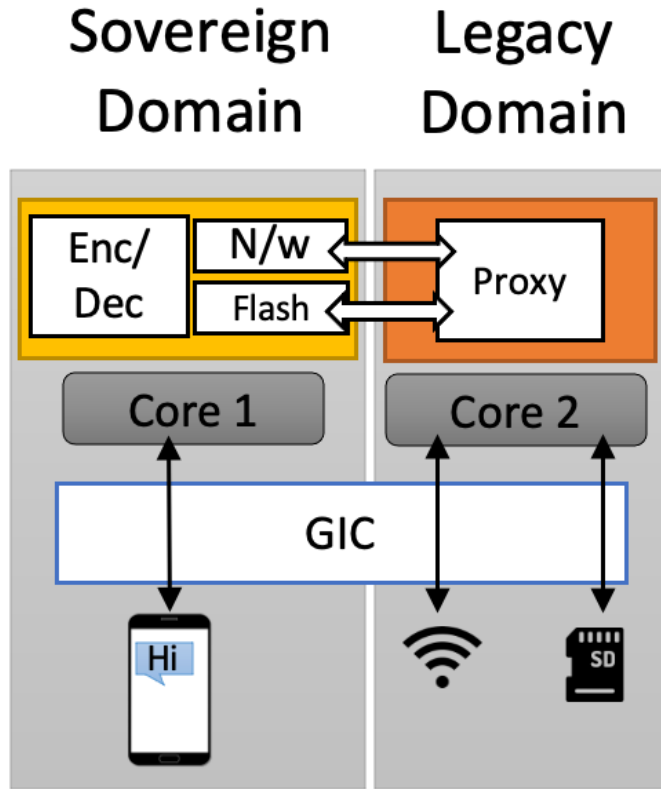 Sovereign
Domain
Legacy
Domain
Enc/
Dec
N/w
Flash
Proxy
Core 1
Core 2
GIC
Hi
SD